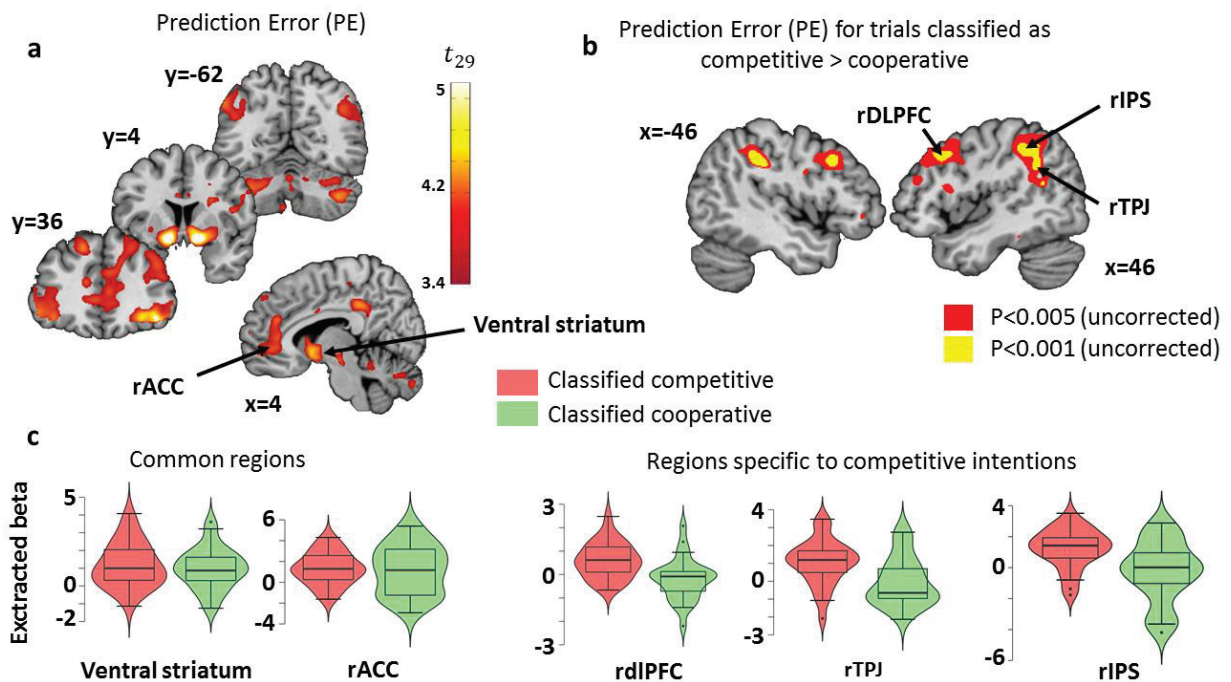 Prediction Error (PE)
a
t29
y=-62
5
y=4
4.2
y=36
3.4
Ventral striatum
rACC
x=4
b
Prediction Error (PE) for trials classified as
competitive > cooperative
rIPS
rDLPFC
x=-46
rTPJ
x=46
P<0.005 (uncorrected)
P<0.001 (uncorrected)
Classified competitive
Classified cooperative
c
Common regions
Regions specific to competitive intentions
Exctracted beta
5
1
-2
6
2
-4
3
0
-3
4
0
-3
4
0
-6
Ventral striatum
rACC
rdlPFC
rTPJ
rIPS